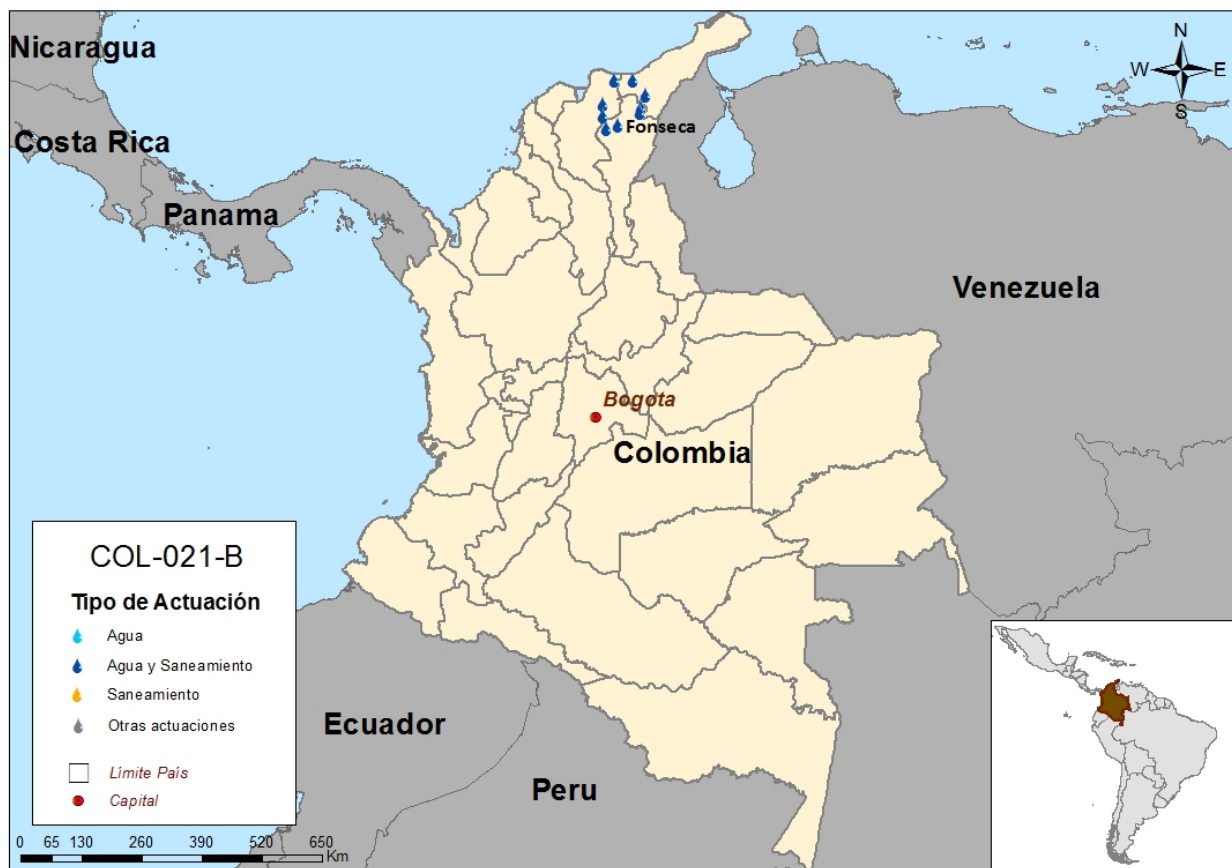 Nicaragua
N
W E
S
Costa Rica
Fonseca
Panama
Venezuela
Bogota
Colombia
COL-021-B
Tipo de Actuación
Agua
Agua y Saneamiento
Saneamiento
Otras actuaciones
Límite País
Capital
Ecuador
Peru
0 65 130 260 390 520 650
Km